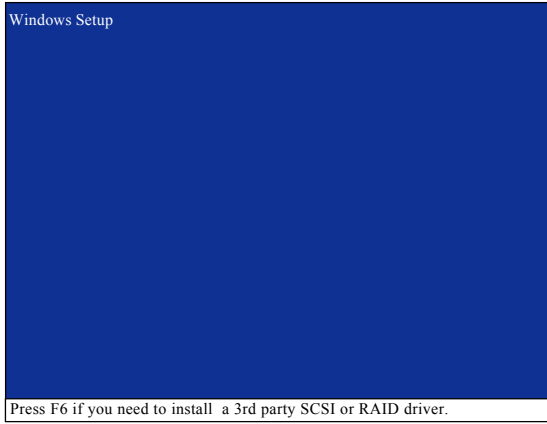 Windows Setup
Press F6 if you need to install a 3rd party SCSI or RAID driver.